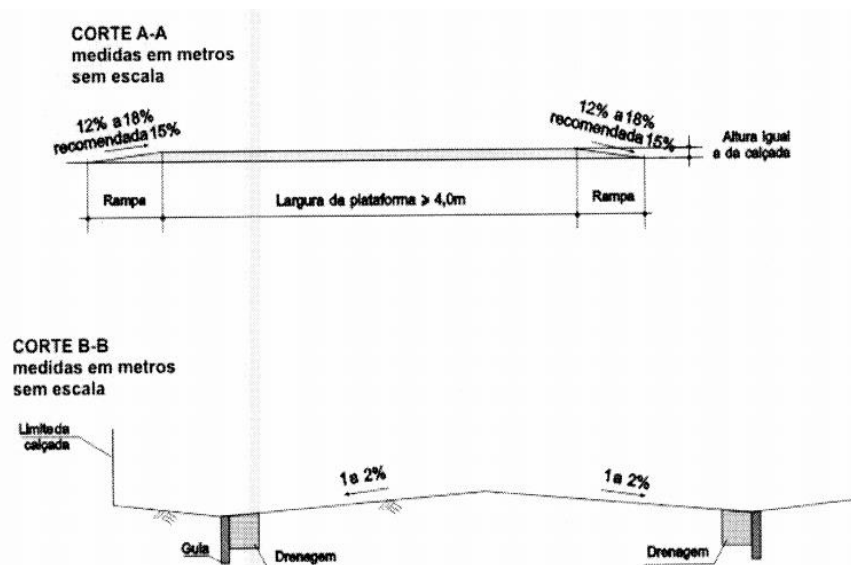 CORTE A-A
medidas em metros
sem escala
12% a 18%
recomendada 15%
12% a 18%
recomendada 15%
Altura igual
a da calçada
Rampa
Largura da plataforma ⩾ 4,0m
Rampa
CORTE B-B
medidas em metros
sem escala
Limite da
calçada
1 a 2%
1 a 2%
Guia
Drenagem
Drenagem